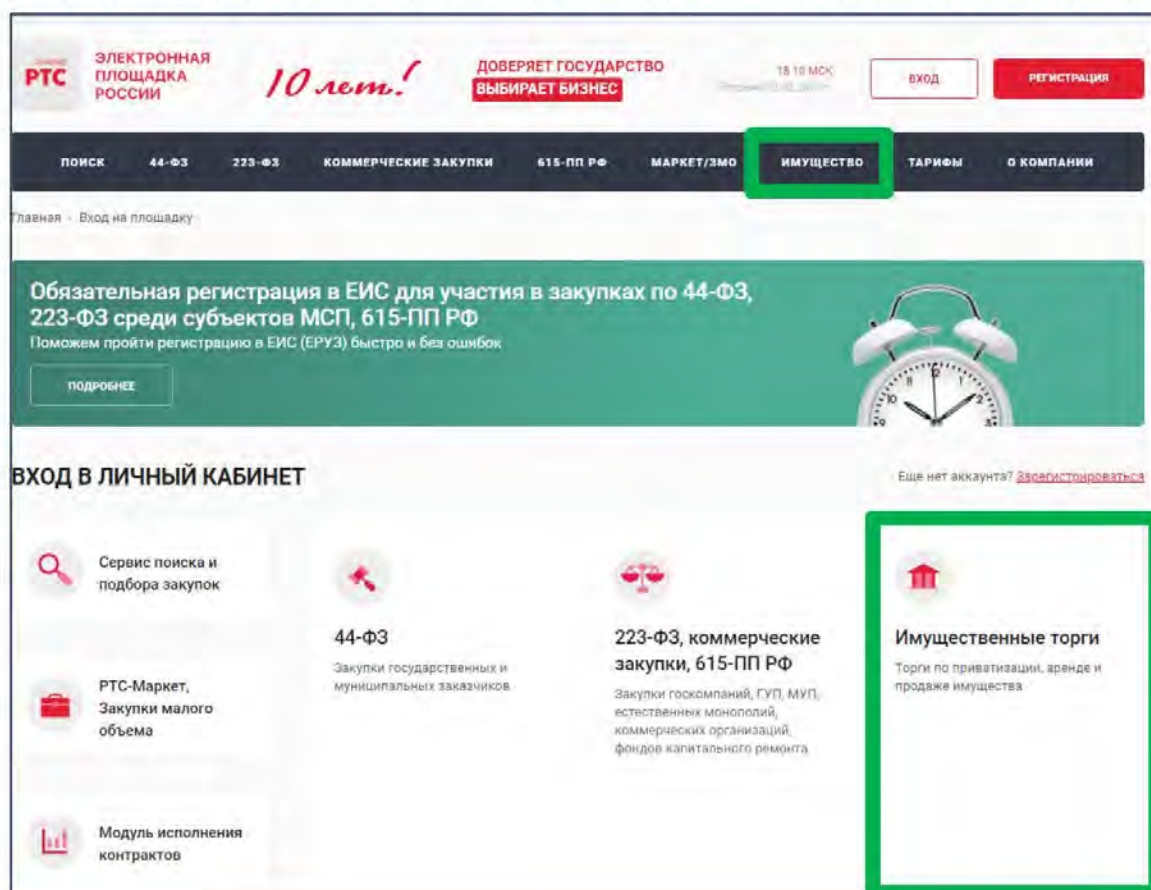 РТС
ЭЛЕКТРОННАЯ
ПЛОЩАДКА
РОССИИ
10 лет!
ДОВЕРЯЕТ ГОСУДАРСТВО
ВЫБИРАЕТ БИЗНЕС
18:10 МСК
ВХОД
РЕГИСТРАЦИЯ
ПОИСК 44-ФЗ 223-ФЗ КОММЕРЧЕСКИЕ ЗАКУПКИ 615-ПП РФ МАРКЕТ/ЗМО ИМУЩЕСТВО ТАРИФЫ О КОМПАНИИ
Главная - Вход на площадку
Обязательная регистрация в ЕИС для участия в закупках по 44-ФЗ,
223-ФЗ среди субъектов МСП, 615-ПП РФ
Поможем пройти регистрацию в ЕИС (ЕРУЗ) быстро и без ошибок
ПОДРОБНЕЕ
ВХОД В ЛИЧНЫЙ КАБИНЕТ
Еще нет аккаунта? Зарегистрироваться
Сервис поиска и
подбора закупок
РТС-Маркет,
Закупки малого
объема
Модуль исполнения
контрактов
44-ФЗ
Закупки государственных и
муниципальных заказчиков
223-ФЗ, коммерческие
закупки, 615-ПП РФ
Закупки госкомпаний, ГУП, МУП,
естественных монополий,
коммерческих организаций,
фондов капитального ремонта
Имущественные торги
Торги по приватизации, аренде и
продаже имущества